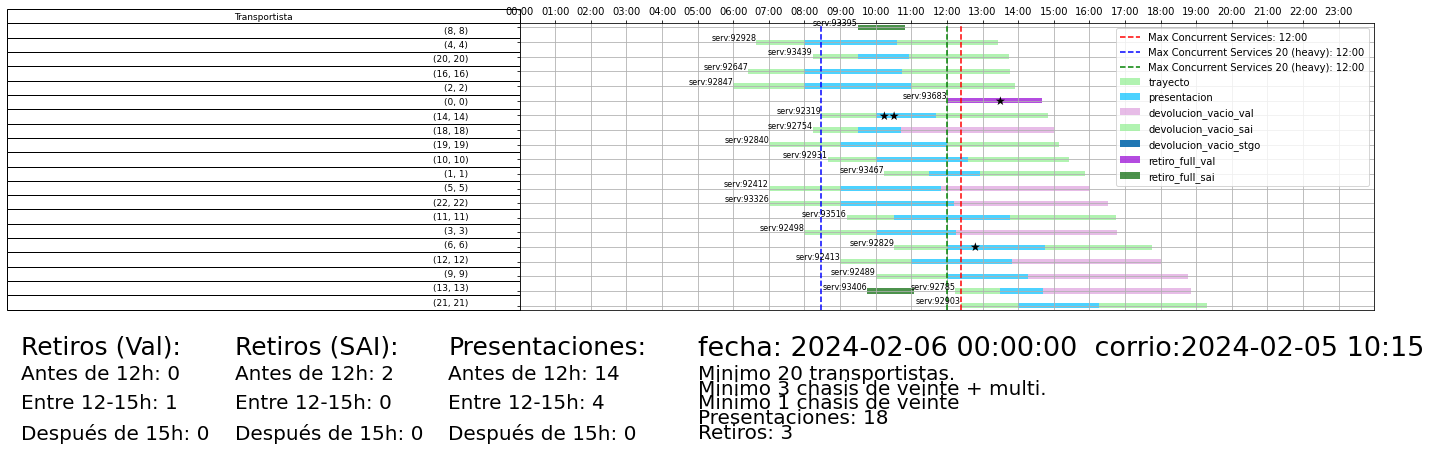 00:00 01:00 02:00 03:00 04:00 05:00 06:00 07:00 08:00 09:00 10:00 11:00 12:00 13:00 14:00 15:00 16:00 17:00 18:00 19:00 20:00 21:00 22:00 23:00
Transportista
(8, 8) serv:93395
(4, 4) serv:92928
(20, 20) serv:93439
(16, 16) serv:92647
(2, 2) serv:92847
(0, 0) serv:93683
(14, 14) serv:92319
(18, 18) serv:92754
(19, 19) serv:92840
(10, 10) serv:92931
(1, 1) serv:93467
(5, 5) serv:92412
(22, 22) serv:93326
(11, 11) serv:93516
(3, 3) serv:92498
(6, 6) serv:92829
(12, 12) serv:92413
(9, 9) serv:92489
(13, 13) serv:93406 serv:92785
(21, 21) serv:92903
Max Concurrent Services: 12:00
Max Concurrent Services 20 (heavy): 12:00
Max Concurrent Services 20 (heavy): 12:00
trayecto
presentacion
devolucion_vacio_val
devolucion_vacio_sai
devolucion_vacio_stgo
retiro_full_val
retiro_full_sai
Retiros (Val):
Antes de 12h: 0
Entre 12-15h: 1
Después de 15h: 0
Retiros (SAI):
Antes de 12h: 2
Entre 12-15h: 0
Después de 15h: 0
Presentaciones:
Antes de 12h: 14
Entre 12-15h: 4
Después de 15h: 0
fecha: 2024-02-06 00:00:00 corrio:2024-02-05 10:15
Minimo 20 transportistas.
Minimo 3 chasis de veinte + multi.
Minimo 1 chasis de veinte
Presentaciones: 18
Retiros: 3